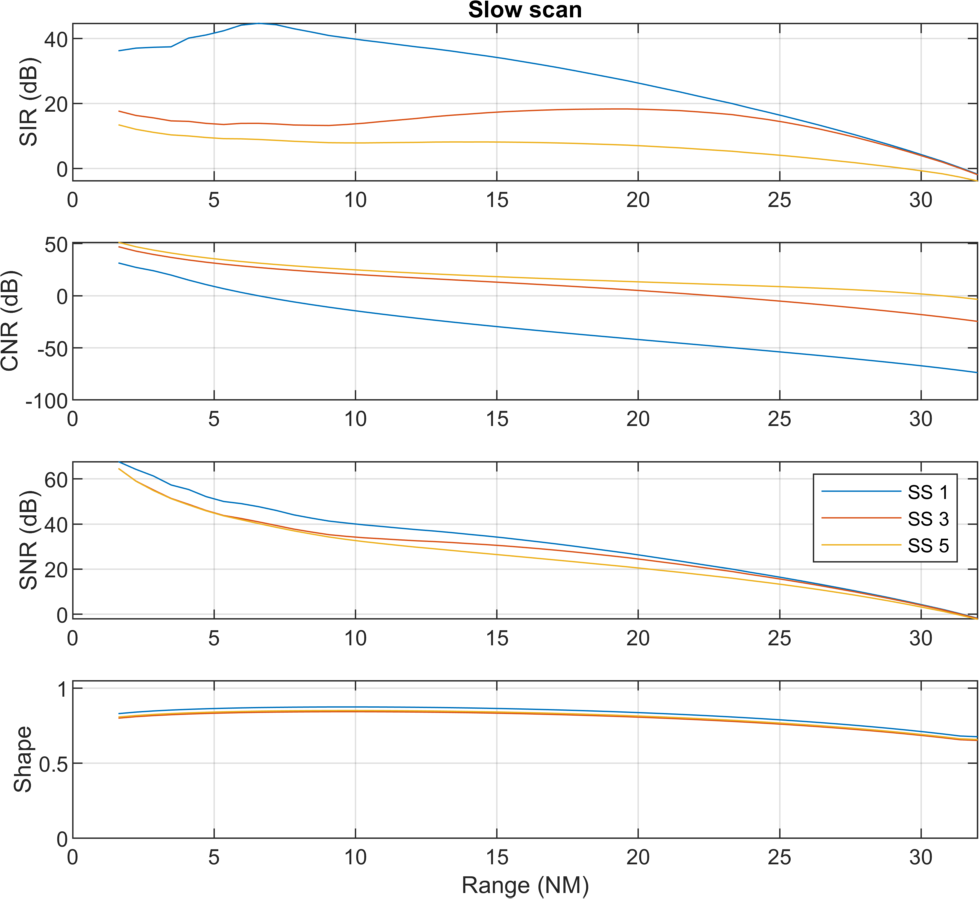 Slow scan
SIR (dB)
40
20
0
0 5 10 15 20 25 30
CNR (dB)
50
0
-50
-100
0 5 10 15 20 25 30
SNR (dB)
60
40
20
0
SS 1
SS 3
SS 5
0 5 10 15 20 25 30
Shape
1
0.5
0
0 5 10 15 20 25 30
Range (NM)